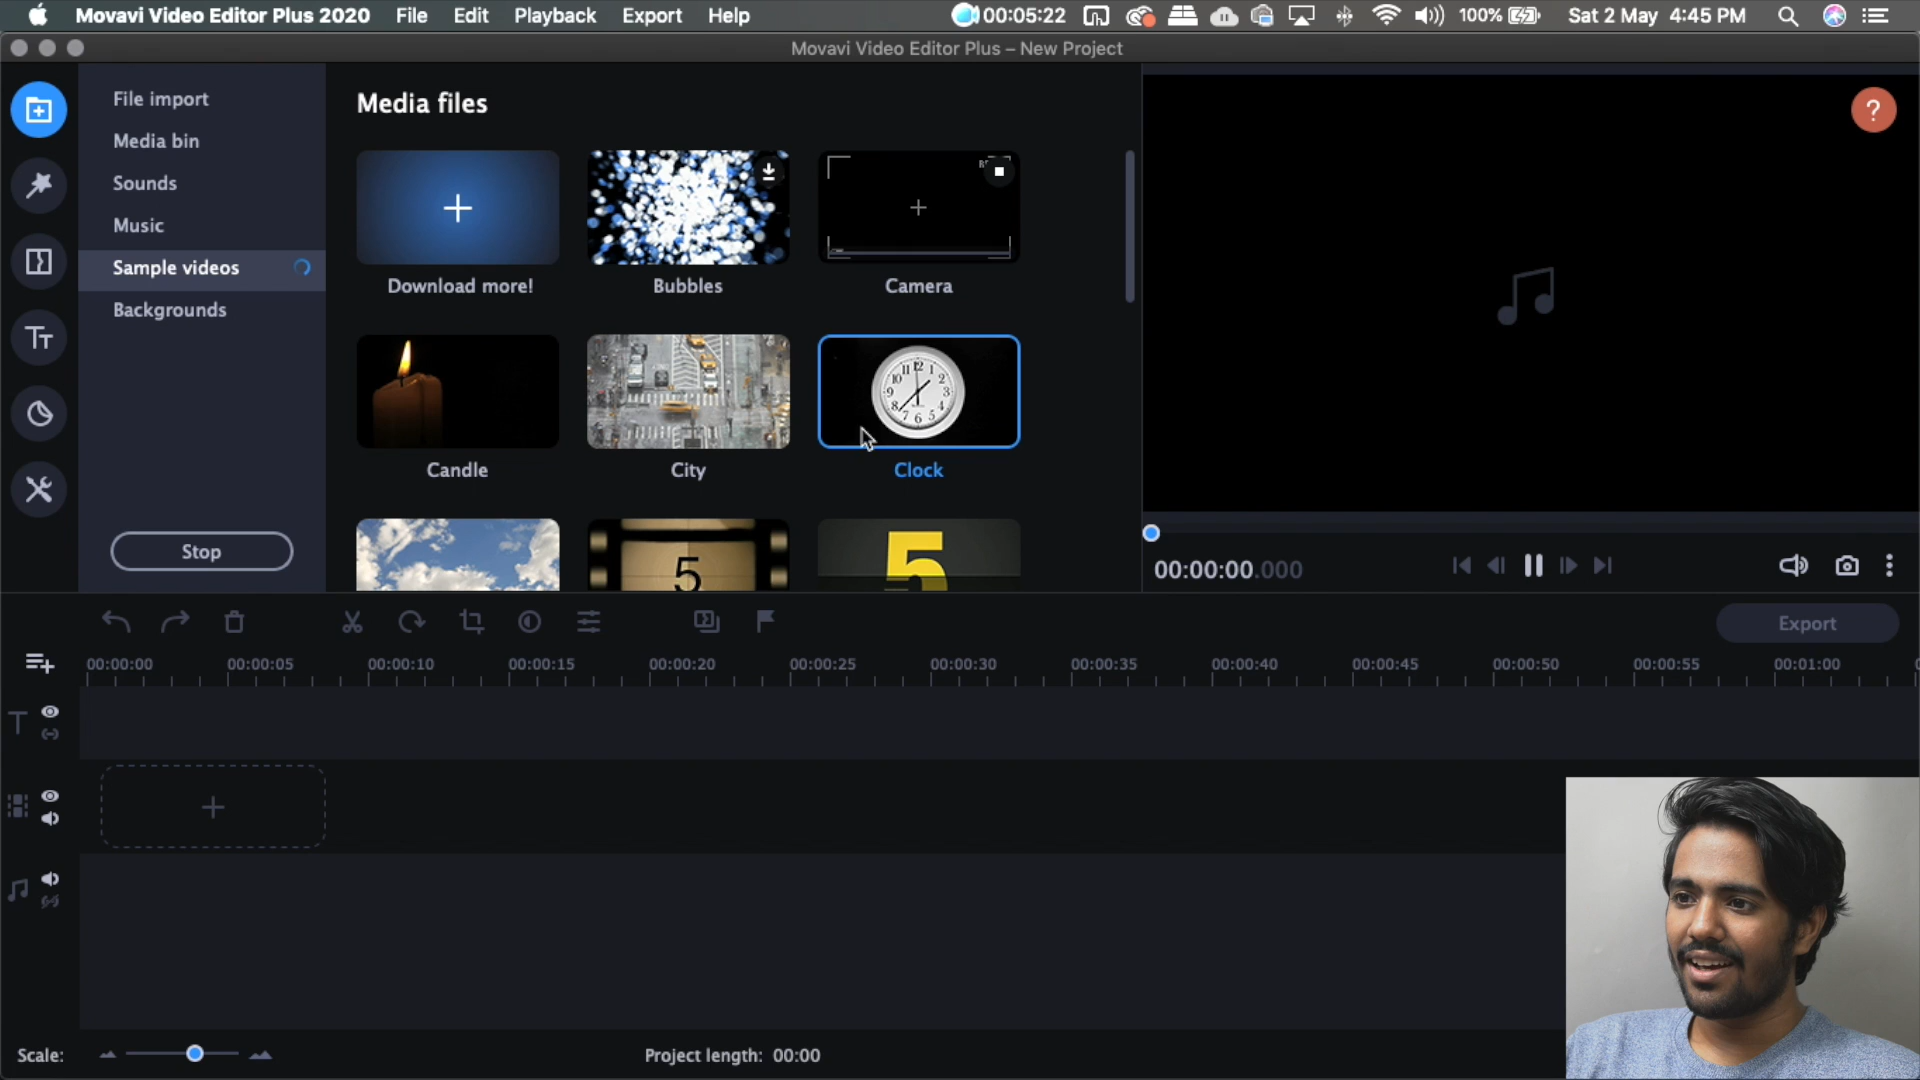 Movavi Video Editor Plus 2020 File Edit Playback Export Help 00:05:22 100% Sat 2 May 4:45 PM
Movavi Video Editor Plus – New Project
File import
Media bin
Sounds
Music
Sample videos
Backgrounds
Stop
Media files
Download more!
Bubbles
Camera
Candle
City
Clock
5
5
?
00:00:00.000
Export
00:00:00 00:00:05 00:00:10 00:00:15 00:00:20 00:00:25 00:00:30 00:00:35 00:00:40 00:00:45 00:00:50 00:00:55 00:01:00
Scale:
Project length: 00:00